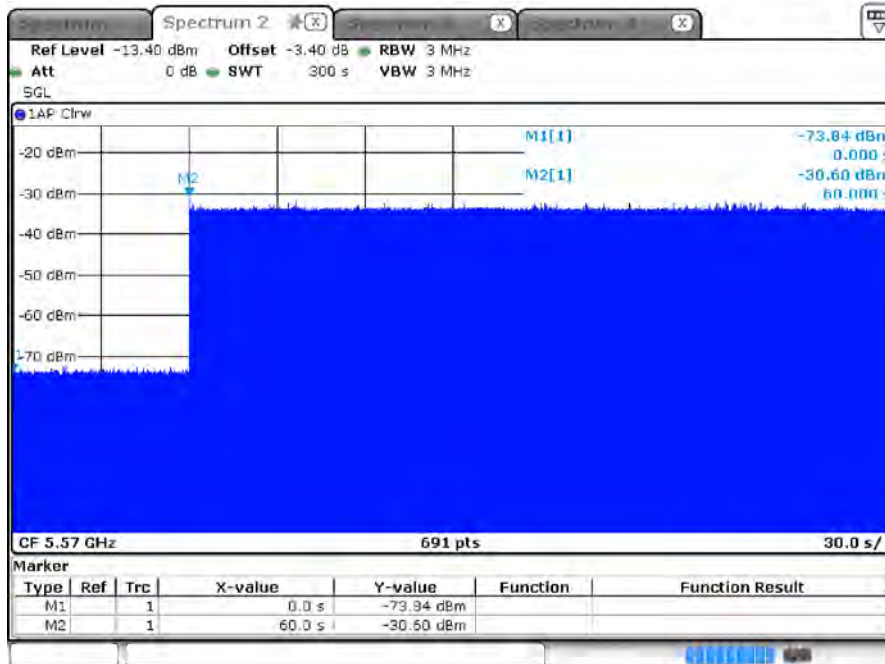 Spectrum 2
Ref Level -13.40 dBm Offset -3.40 dB RBW 3 MHz
Att 0 dB SWT 300 s VBW 3 MHz
SGL
1AP Clrw
M1[1] -73.84 dBm
0.000 s
-20 dBm
M2[1] -30.60 dBm
60.000 s
M2
-30 dBm
-40 dBm
-50 dBm
-60 dBm
-70 dBm
CF 5.57 GHz 691 pts 30.0 s/
Marker
Type Ref Trc X-value Y-value Function Function Result
M1 1 0.0 s -73.84 dBm
M2 1 60.0 s -30.60 dBm